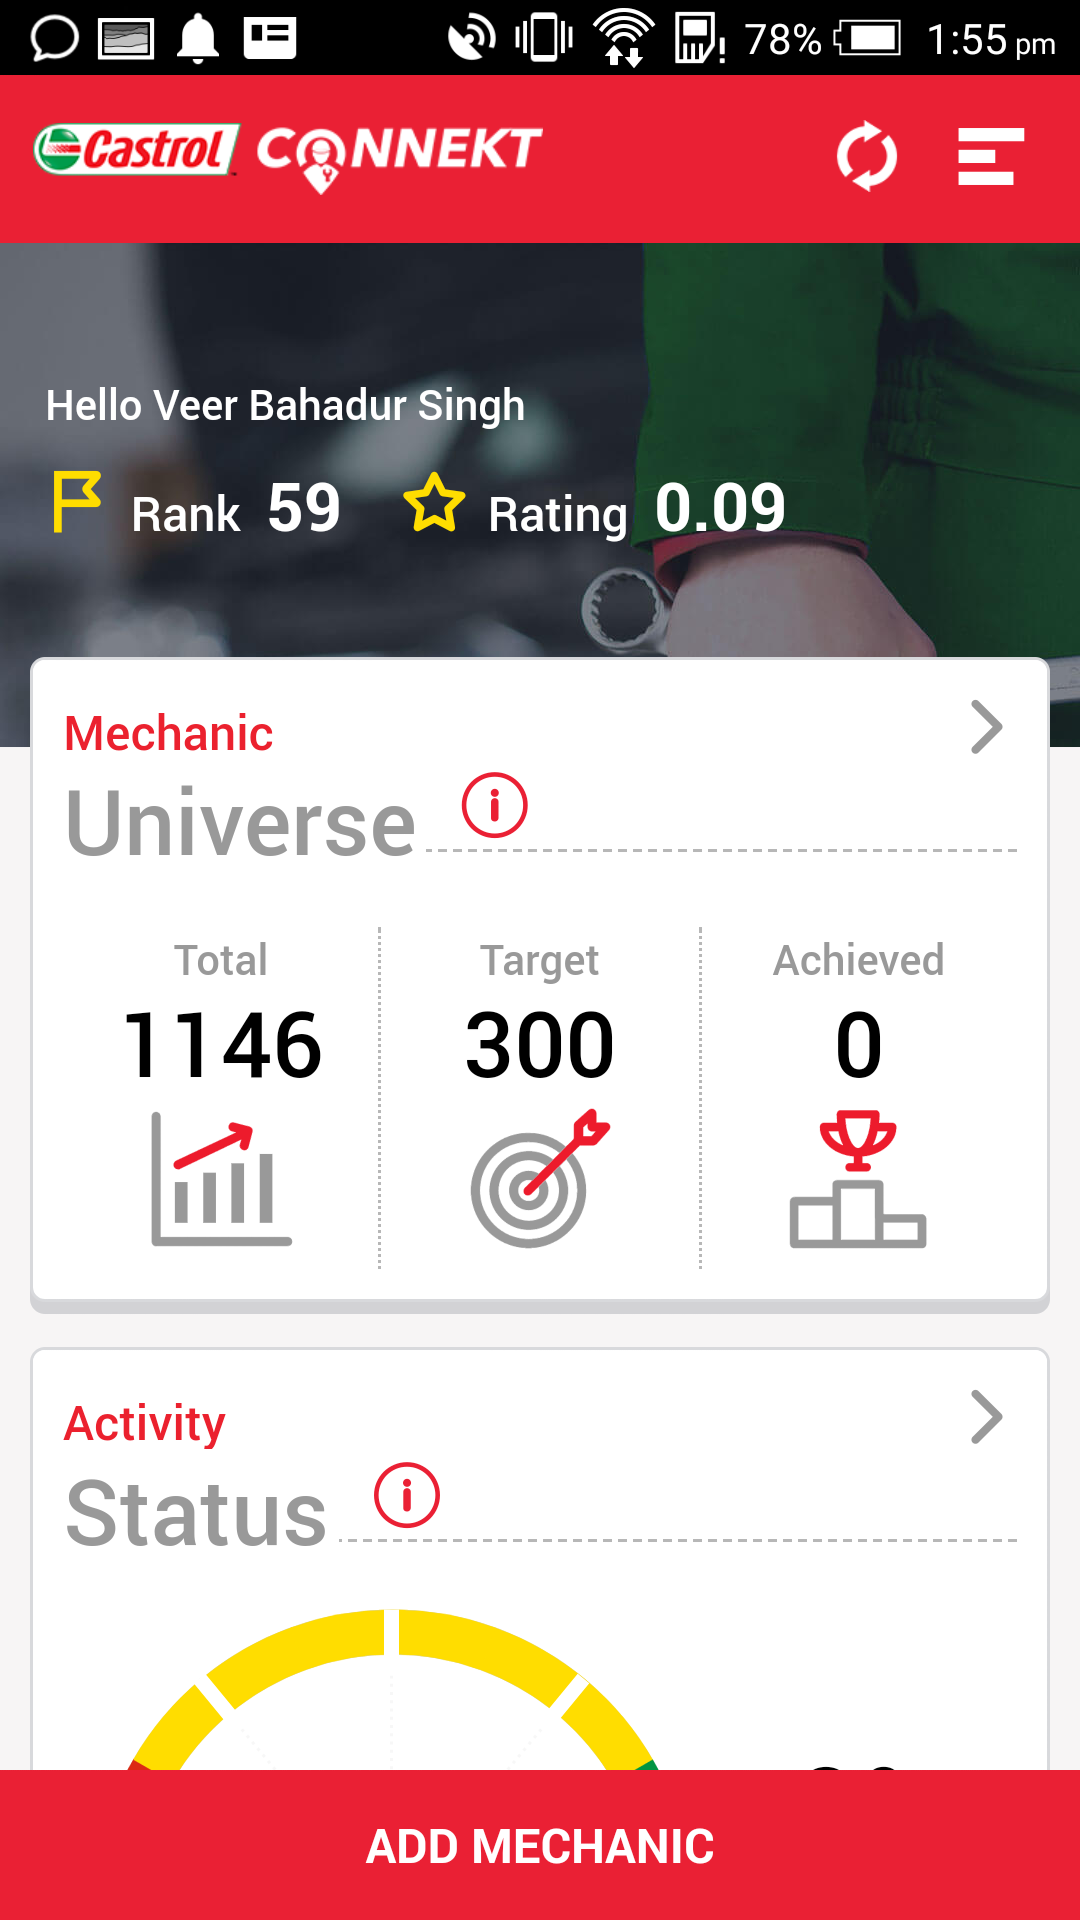 78% 1:55 pm
Castrol CONNEKT
Hello Veer Bahadur Singh
Rank 59 Rating 0.09
Mechanic
Universe
Total Target Achieved
1146 300 0
Activity
Status
ADD MECHANIC